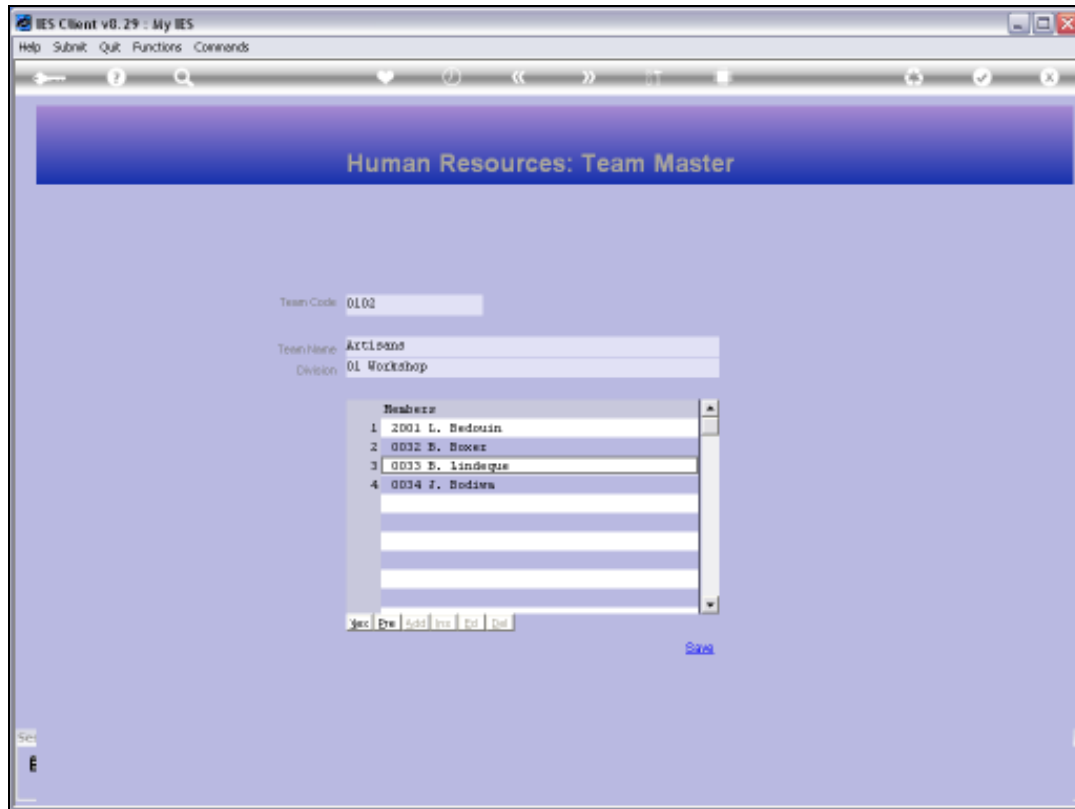 IES Client v8.29 : My IES
Help Submit Quit Functions Commands
Human Resources: Team Master
Team Code 0102
Team Name Artisans
Division 01 Workshop
Members
1 2001 L. Bedouin
2 0032 B. Boxer
3 0033 B. lindeque
4 0034 J. Bodiwa
Pre Add Ins Ed Del
Save